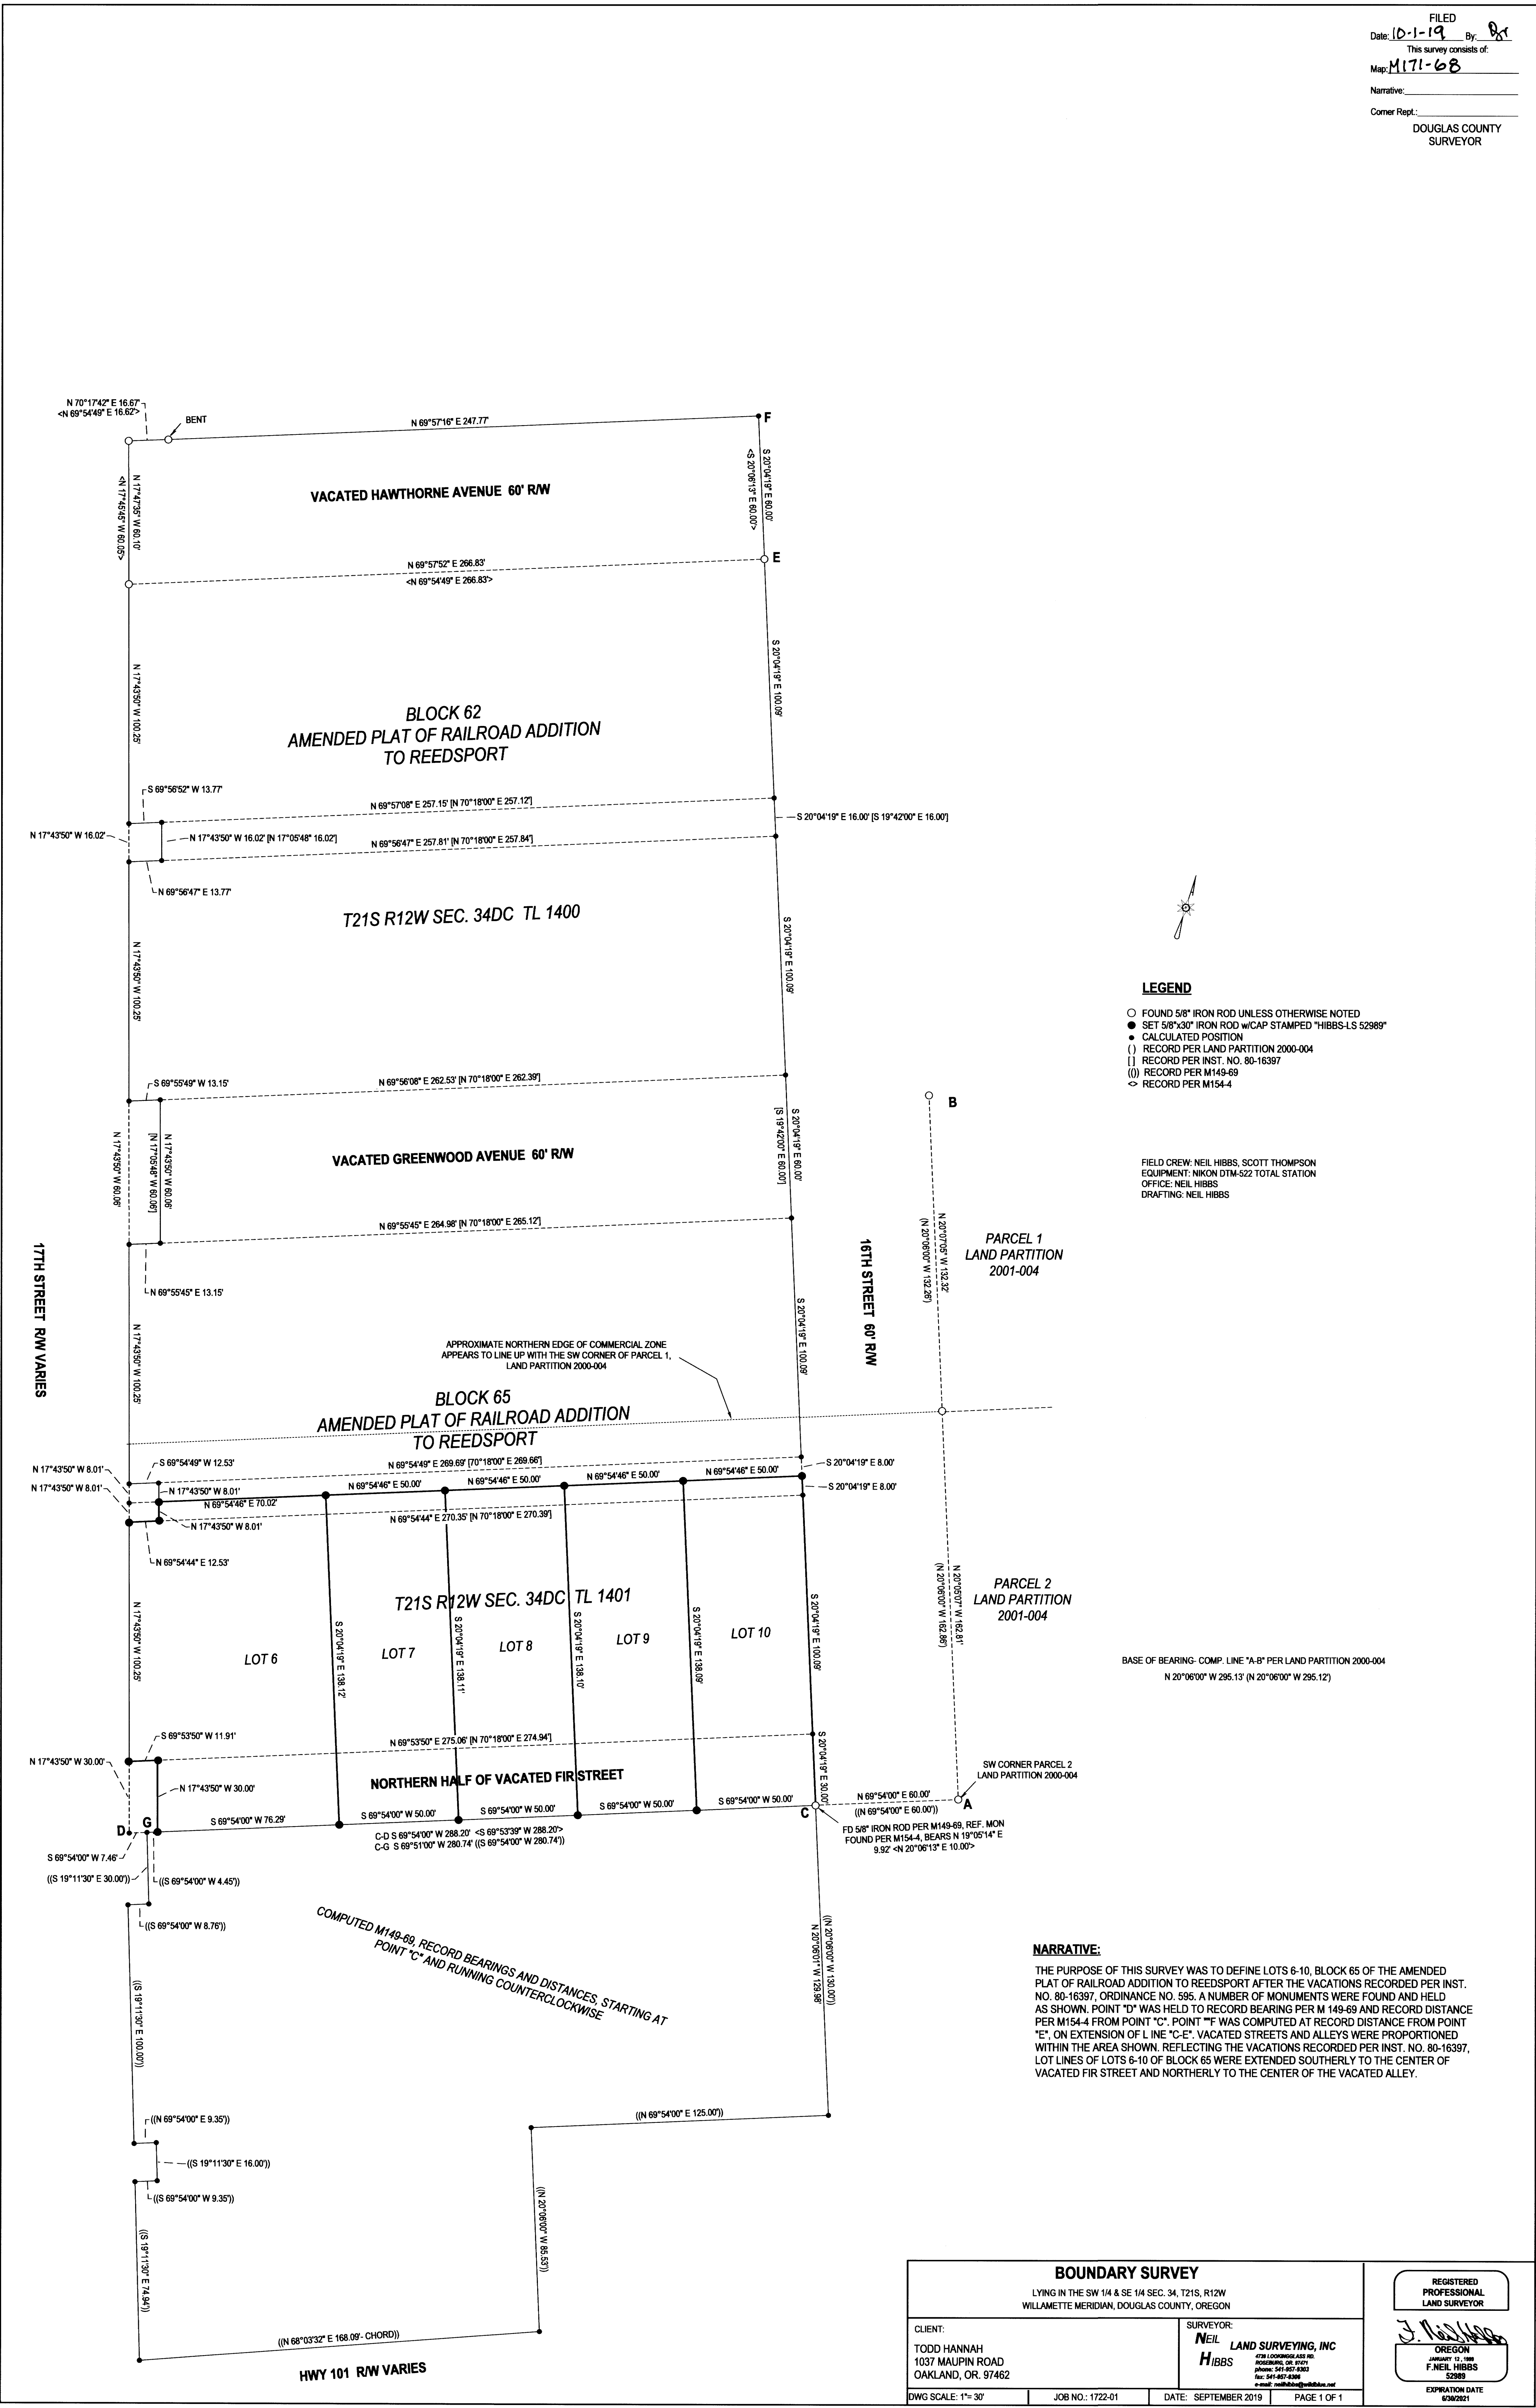 FILED
Date: 10-1-19 By:
This survey consists of:
Map: M171-68
Narrative:
Corner Rept.:
DOUGLAS COUNTY
SURVEYOR
N 70°17'42" E 16.67'
<N 69°54'49" E 16.62'>
BENT
N 69°57'16" E 247.77'
F
<N 17°45'45" W 60.05'>
N 17°47'35" W 60.10'
VACATED HAWTHORNE AVENUE 60' R/W
<S 20°06'13" E 60.00'>
S 20°04'19" E 60.00'
N 69°57'52" E 266.83'
<N 69°54'49" E 266.83'>
E
N 17°43'50" W 100.25'
S 20°04'19" E 100.09'
BLOCK 62
AMENDED PLAT OF RAILROAD ADDITION
TO REEDSPORT
S 69°56'52" W 13.77'
N 69°57'08" E 257.15' [N 70°18'00" E 257.12']
N 17°43'50" W 16.02'
N 17°43'50" W 16.02' [N 17°05'48" 16.02']
S 20°04'19" E 16.00' [S 19°42'00" E 16.00']
N 69°56'47" E 257.81' [N 70°18'00" E 257.84']
N 69°56'47" E 13.77'
T21S R12W SEC. 34DC TL 1400
N 17°43'50" W 100.25'
S 20°04'19" E 100.09'
LEGEND
FOUND 5/8" IRON ROD UNLESS OTHERWISE NOTED
SET 5/8"x30" IRON ROD w/CAP STAMPED "HIBBS-LS 52989"
CALCULATED POSITION
( ) RECORD PER LAND PARTITION 2000-004
[ ] RECORD PER INST. NO. 80-16397
(()) RECORD PER M149-69
<> RECORD PER M154-4
S 69°55'49" W 13.15'
N 69°56'08" E 262.53' [N 70°18'00" E 262.39']
B
N 17°43'50" W 60.06'
[N 17°05'48" W 60.06']
N 17°43'50" W 60.06'
VACATED GREENWOOD AVENUE 60' R/W
[S 19°42'00" E 60.00']
S 20°04'19" E 60.00'
FIELD CREW: NEIL HIBBS, SCOTT THOMPSON
EQUIPMENT: NIKON DTM-522 TOTAL STATION
OFFICE: NEIL HIBBS
DRAFTING: NEIL HIBBS
N 69°55'45" E 264.98' [N 70°18'00" E 265.12']
N 69°55'45" E 13.15'
17TH STREET R/W VARIES
16TH STREET 60' R/W
(N 20°06'00" W 132.26')
N 20°07'05" W 132.32'
PARCEL 1
LAND PARTITION
2001-004
N 17°43'50" W 100.25'
S 20°04'19" E 100.09'
APPROXIMATE NORTHERN EDGE OF COMMERCIAL ZONE
APPEARS TO LINE UP WITH THE SW CORNER OF PARCEL 1,
LAND PARTITION 2000-004
BLOCK 65
AMENDED PLAT OF RAILROAD ADDITION
TO REEDSPORT
N 17°43'50" W 8.01'
S 69°54'49" W 12.53'
N 69°54'49" E 269.69' [70°18'00" E 269.66']
S 20°04'19" E 8.00'
N 17°43'50" W 8.01'
N 17°43'50" W 8.01'
N 69°54'46" E 70.02'
N 69°54'46" E 50.00'
N 69°54'46" E 50.00'
N 69°54'46" E 50.00'
N 69°54'46" E 50.00'
S 20°04'19" E 8.00'
N 17°43'50" W 8.01'
N 69°54'44" E 270.35' [N 70°18'00" E 270.39']
N 69°54'44" E 12.53'
T21S R12W SEC. 34DC TL 1401
N 17°43'50" W 100.25'
LOT 6
S 20°04'19" E 138.12'
LOT 7
S 20°04'19" E 138.11'
LOT 8
S 20°04'19" E 138.10'
LOT 9
S 20°04'19" E 138.09'
LOT 10
S 20°04'19" E 100.09'
(N 20°06'00" W 162.86')
N 20°05'07" W 162.81'
PARCEL 2
LAND PARTITION
2001-004
BASE OF BEARING- COMP. LINE "A-B" PER LAND PARTITION 2000-004
N 20°06'00" W 295.13' (N 20°06'00" W 295.12')
S 69°53'50" W 11.91'
N 69°53'50" E 275.06' [N 70°18'00" E 274.94']
N 17°43'50" W 30.00'
N 17°43'50" W 30.00'
NORTHERN HALF OF VACATED FIR STREET
S 20°04'19" E 30.00'
SW CORNER PARCEL 2
LAND PARTITION 2000-004
N 69°54'00" E 60.00'
((N 69°54'00" E 60.00'))
A
C
D
G
S 69°54'00" W 76.29'
S 69°54'00" W 50.00'
S 69°54'00" W 50.00'
S 69°54'00" W 50.00'
S 69°54'00" W 50.00'
C-D S 69°54'00" W 288.20' <S 69°53'39" W 288.20'>
C-G S 69°51'00" W 280.74' ((S 69°54'00" W 280.74'))
FD 5/8" IRON ROD PER M149-69, REF. MON
FOUND PER M154-4, BEARS N 19°05'14" E
9.92' <N 20°06'13" E 10.00'>
S 69°54'00" W 7.46'
((S 19°11'30" E 30.00'))
((S 69°54'00" W 4.45'))
((S 69°54'00" W 8.76'))
COMPUTED M149-69, RECORD BEARINGS AND DISTANCES, STARTING AT
POINT "C" AND RUNNING COUNTERCLOCKWISE
N 20°06'01" W 129.98'
((N 20°06'00" W 130.00'))
((S 19°11'30" E 100.00'))
NARRATIVE:
THE PURPOSE OF THIS SURVEY WAS TO DEFINE LOTS 6-10, BLOCK 65 OF THE AMENDED
PLAT OF RAILROAD ADDITION TO REEDSPORT AFTER THE VACATIONS RECORDED PER INST.
NO. 80-16397, ORDINANCE NO. 595. A NUMBER OF MONUMENTS WERE FOUND AND HELD
AS SHOWN. POINT "D" WAS HELD TO RECORD BEARING PER M 149-69 AND RECORD DISTANCE
PER M154-4 FROM POINT "C". POINT ""F WAS COMPUTED AT RECORD DISTANCE FROM POINT
"E", ON EXTENSION OF L INE "C-E". VACATED STREETS AND ALLEYS WERE PROPORTIONED
WITHIN THE AREA SHOWN. REFLECTING THE VACATIONS RECORDED PER INST. NO. 80-16397,
LOT LINES OF LOTS 6-10 OF BLOCK 65 WERE EXTENDED SOUTHERLY TO THE CENTER OF
VACATED FIR STREET AND NORTHERLY TO THE CENTER OF THE VACATED ALLEY.
((N 69°54'00" E 9.35'))
((N 69°54'00" E 125.00'))
((S 19°11'30" E 16.00'))
((S 69°54'00" W 9.35'))
((S 19°11'30" E 74.94'))
((N 20°06'00" W 85.53'))
((N 68°03'32" E 168.09'- CHORD))
HWY 101 R/W VARIES
BOUNDARY SURVEY
LYING IN THE SW 1/4 & SE 1/4 SEC. 34, T21S, R12W
WILLAMETTE MERIDIAN, DOUGLAS COUNTY, OREGON
CLIENT:
TODD HANNAH
1037 MAUPIN ROAD
OAKLAND, OR. 97462
SURVEYOR:
NEIL HIBBS LAND SURVEYING, INC
4738 LOOKINGGLASS RD.
ROSEBURG, OR. 97471
phone: 541-957-9303
fax: 541-957-9306
e-mail: neilhibbs@wildblue.net
DWG SCALE: 1"= 30'
JOB NO.: 1722-01
DATE: SEPTEMBER 2019
PAGE 1 OF 1
REGISTERED
PROFESSIONAL
LAND SURVEYOR
F. Neil Hibbs
OREGON
JANUARY 12, 1998
F.NEIL HIBBS
52989
EXPIRATION DATE
6/30/2021